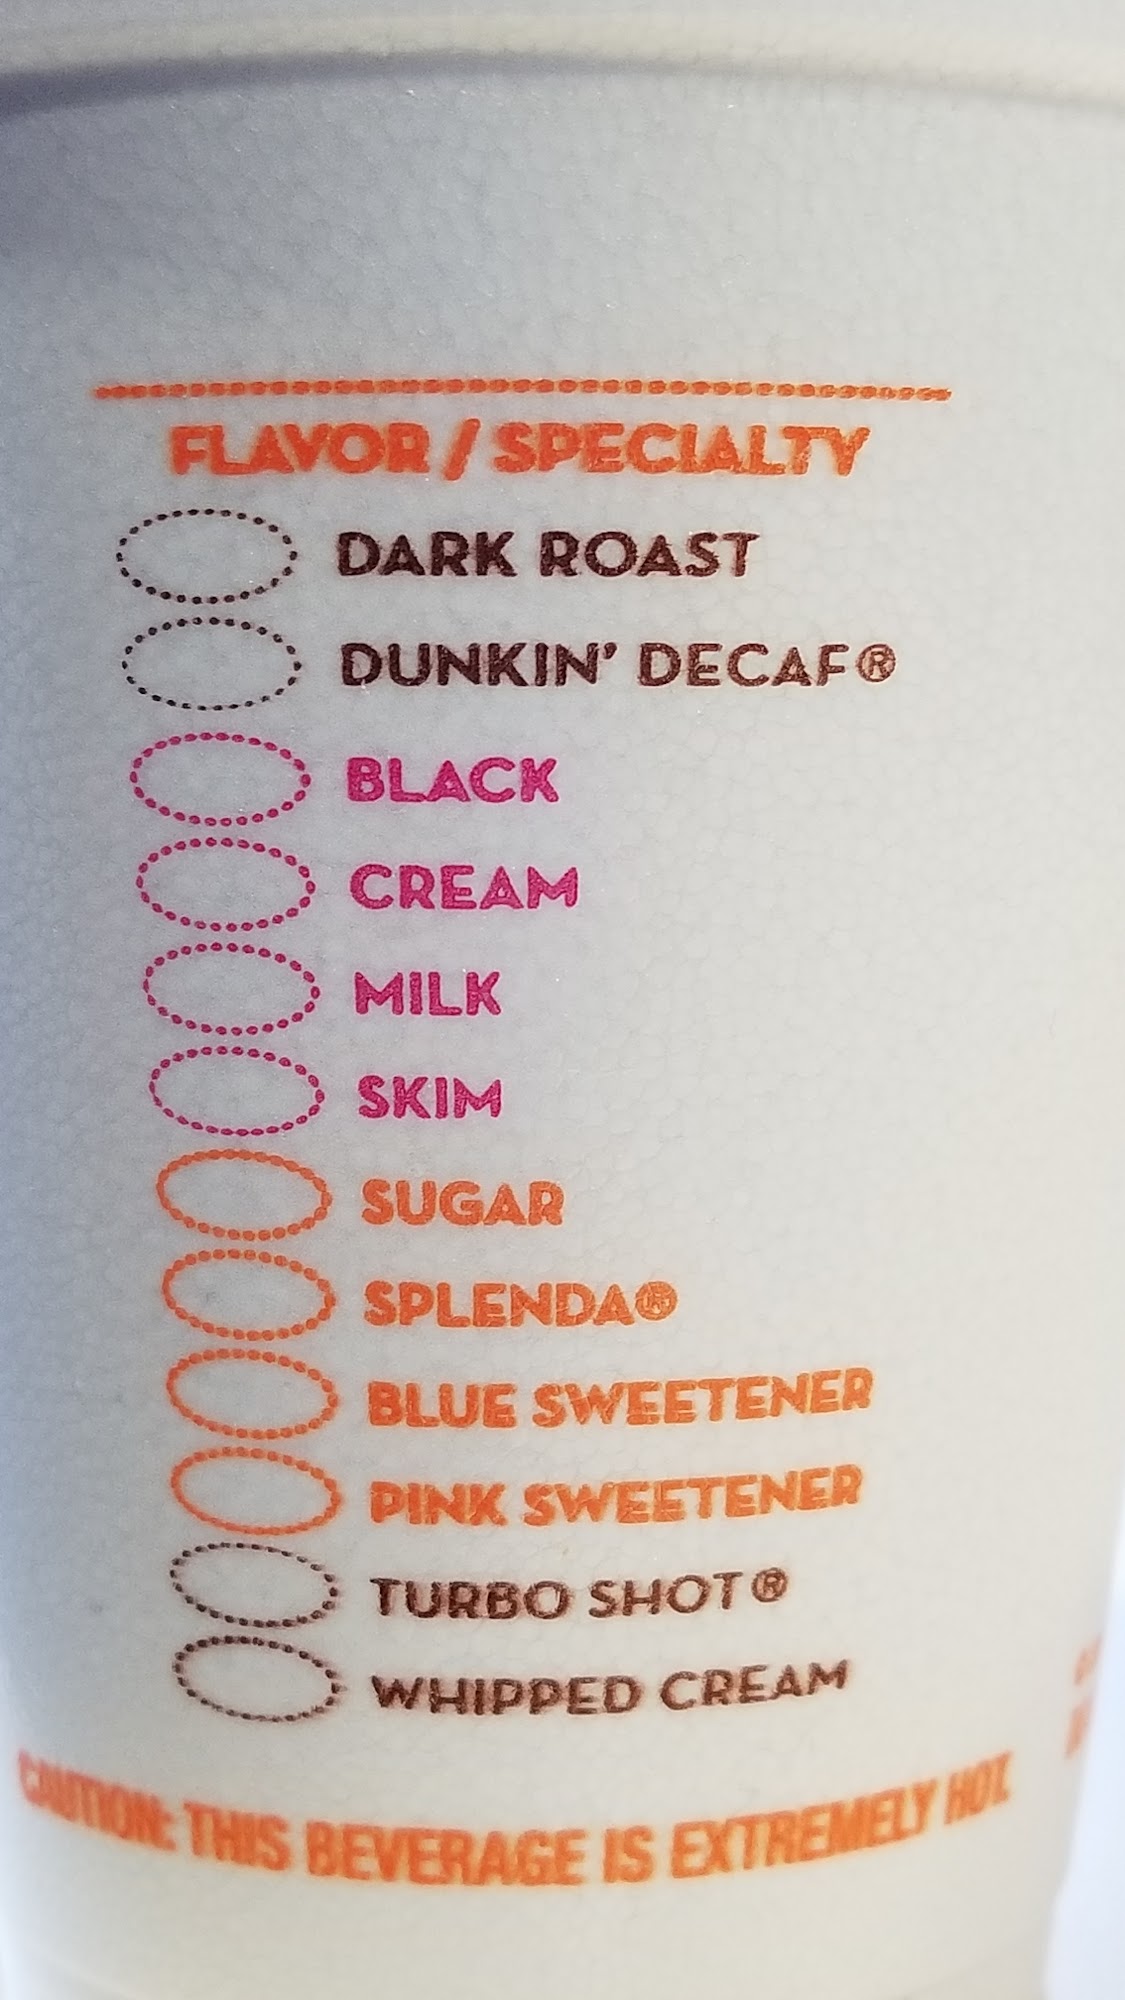 FLAVOR / SPECIALTY
DARK ROAST
DUNKIN' DECAF®
BLACK
CREAM
MILK
SKIM
SUGAR
SPLENDA®
BLUE SWEETENER
PINK SWEETENER
TURBO SHOT®
WHIPPED CREAM
CAUTION: THIS BEVERAGE IS EXTREMELY HOT.